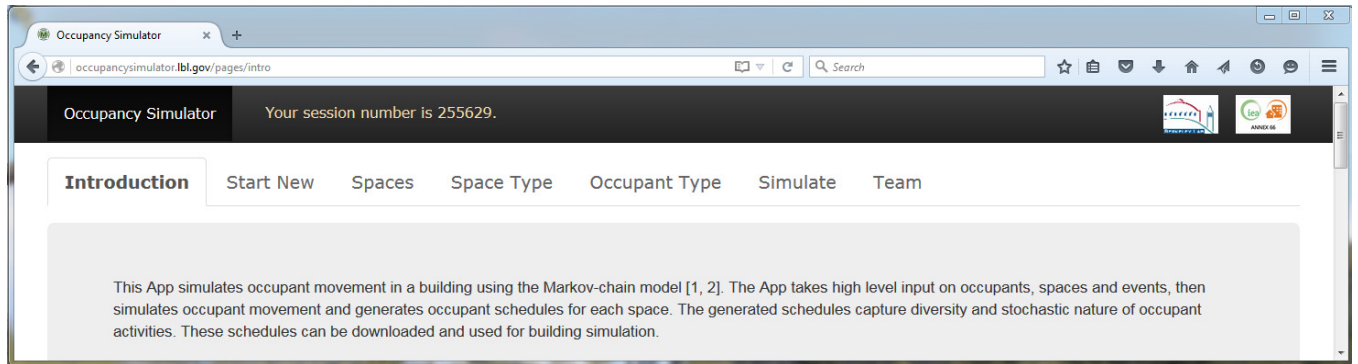 Occupancy Simulator
occupancysimulator.lbl.gov/pages/intro
Search
Occupancy Simulator
Your session number is 255629.
iea
ANNEX 66
Introduction
Start New
Spaces
Space Type
Occupant Type
Simulate
Team
This App simulates occupant movement in a building using the Markov-chain model [1, 2]. The App takes high level input on occupants, spaces and events, then
simulates occupant movement and generates occupant schedules for each space. The generated schedules capture diversity and stochastic nature of occupant
activities. These schedules can be downloaded and used for building simulation.